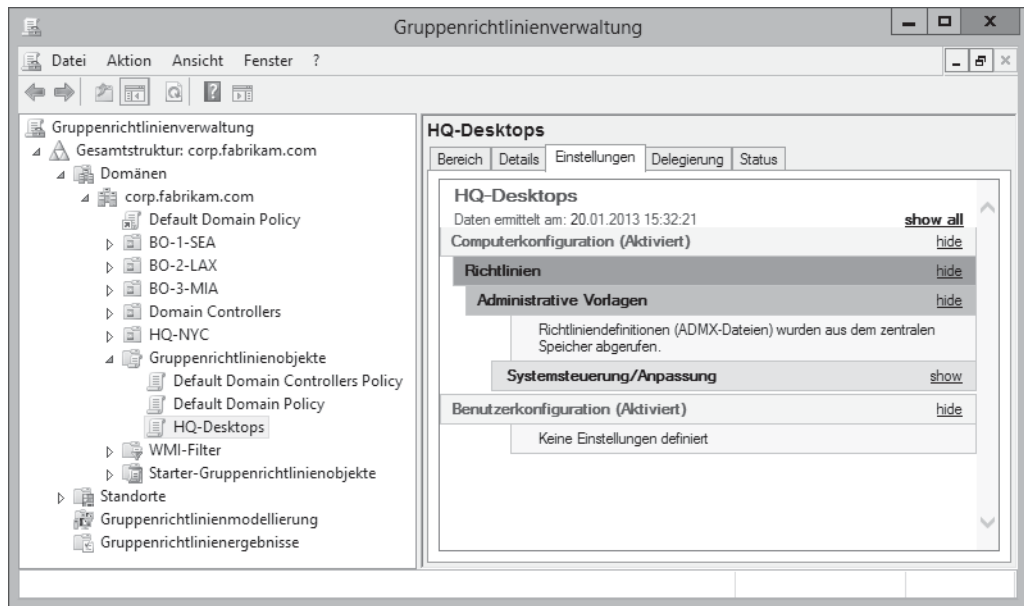 Gruppenrichtlinienverwaltung
Datei Aktion Ansicht Fenster ?
Gruppenrichtlinienverwaltung
Gesamtstruktur: corp.fabrikam.com
Domänen
corp.fabrikam.com
Default Domain Policy
BO-1-SEA
BO-2-LAX
BO-3-MIA
Domain Controllers
HQ-NYC
Gruppenrichtlinienobjekte
Default Domain Controllers Policy
Default Domain Policy
HQ-Desktops
WMI-Filter
Starter-Gruppenrichtlinienobjekte
Standorte
Gruppenrichtlinienmodellierung
Gruppenrichtlinienergebnisse
HQ-Desktops
Bereich Details Einstellungen Delegierung Status
HQ-Desktops
Daten ermittelt am: 20.01.2013 15:32:21 show all
Computerkonfiguration (Aktiviert) hide
Richtlinien hide
Administrative Vorlagen hide
Richtliniendefinitionen (ADMX-Dateien) wurden aus dem zentralen
Speicher abgerufen.
Systemsteuerung/Anpassung show
Benutzerkonfiguration (Aktiviert) hide
Keine Einstellungen definiert